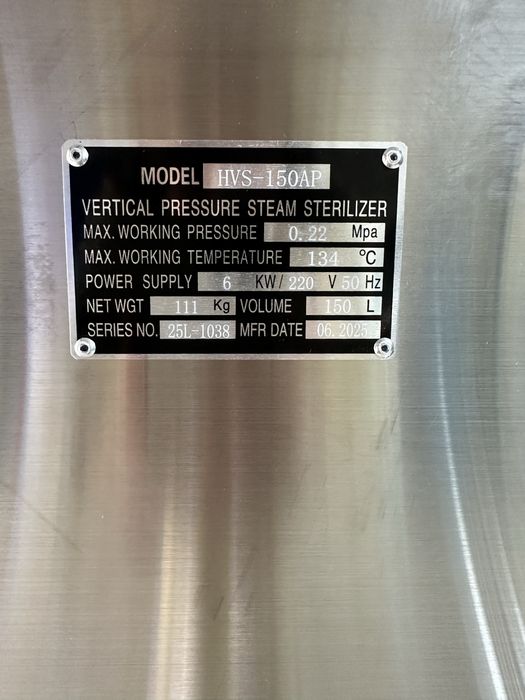 MODEL HVS-150AP
VERTICAL PRESSURE STEAM STERILIZER
MAX. WORKING PRESSURE 0.22 Mpa
MAX. WORKING TEMPERATURE 134 °C
POWER SUPPLY 6 KW/ 220 V 50 Hz
NET WGT 111 Kg VOLUME 150 L
SERIES NO. 25L-1038 MFR DATE 06.2025